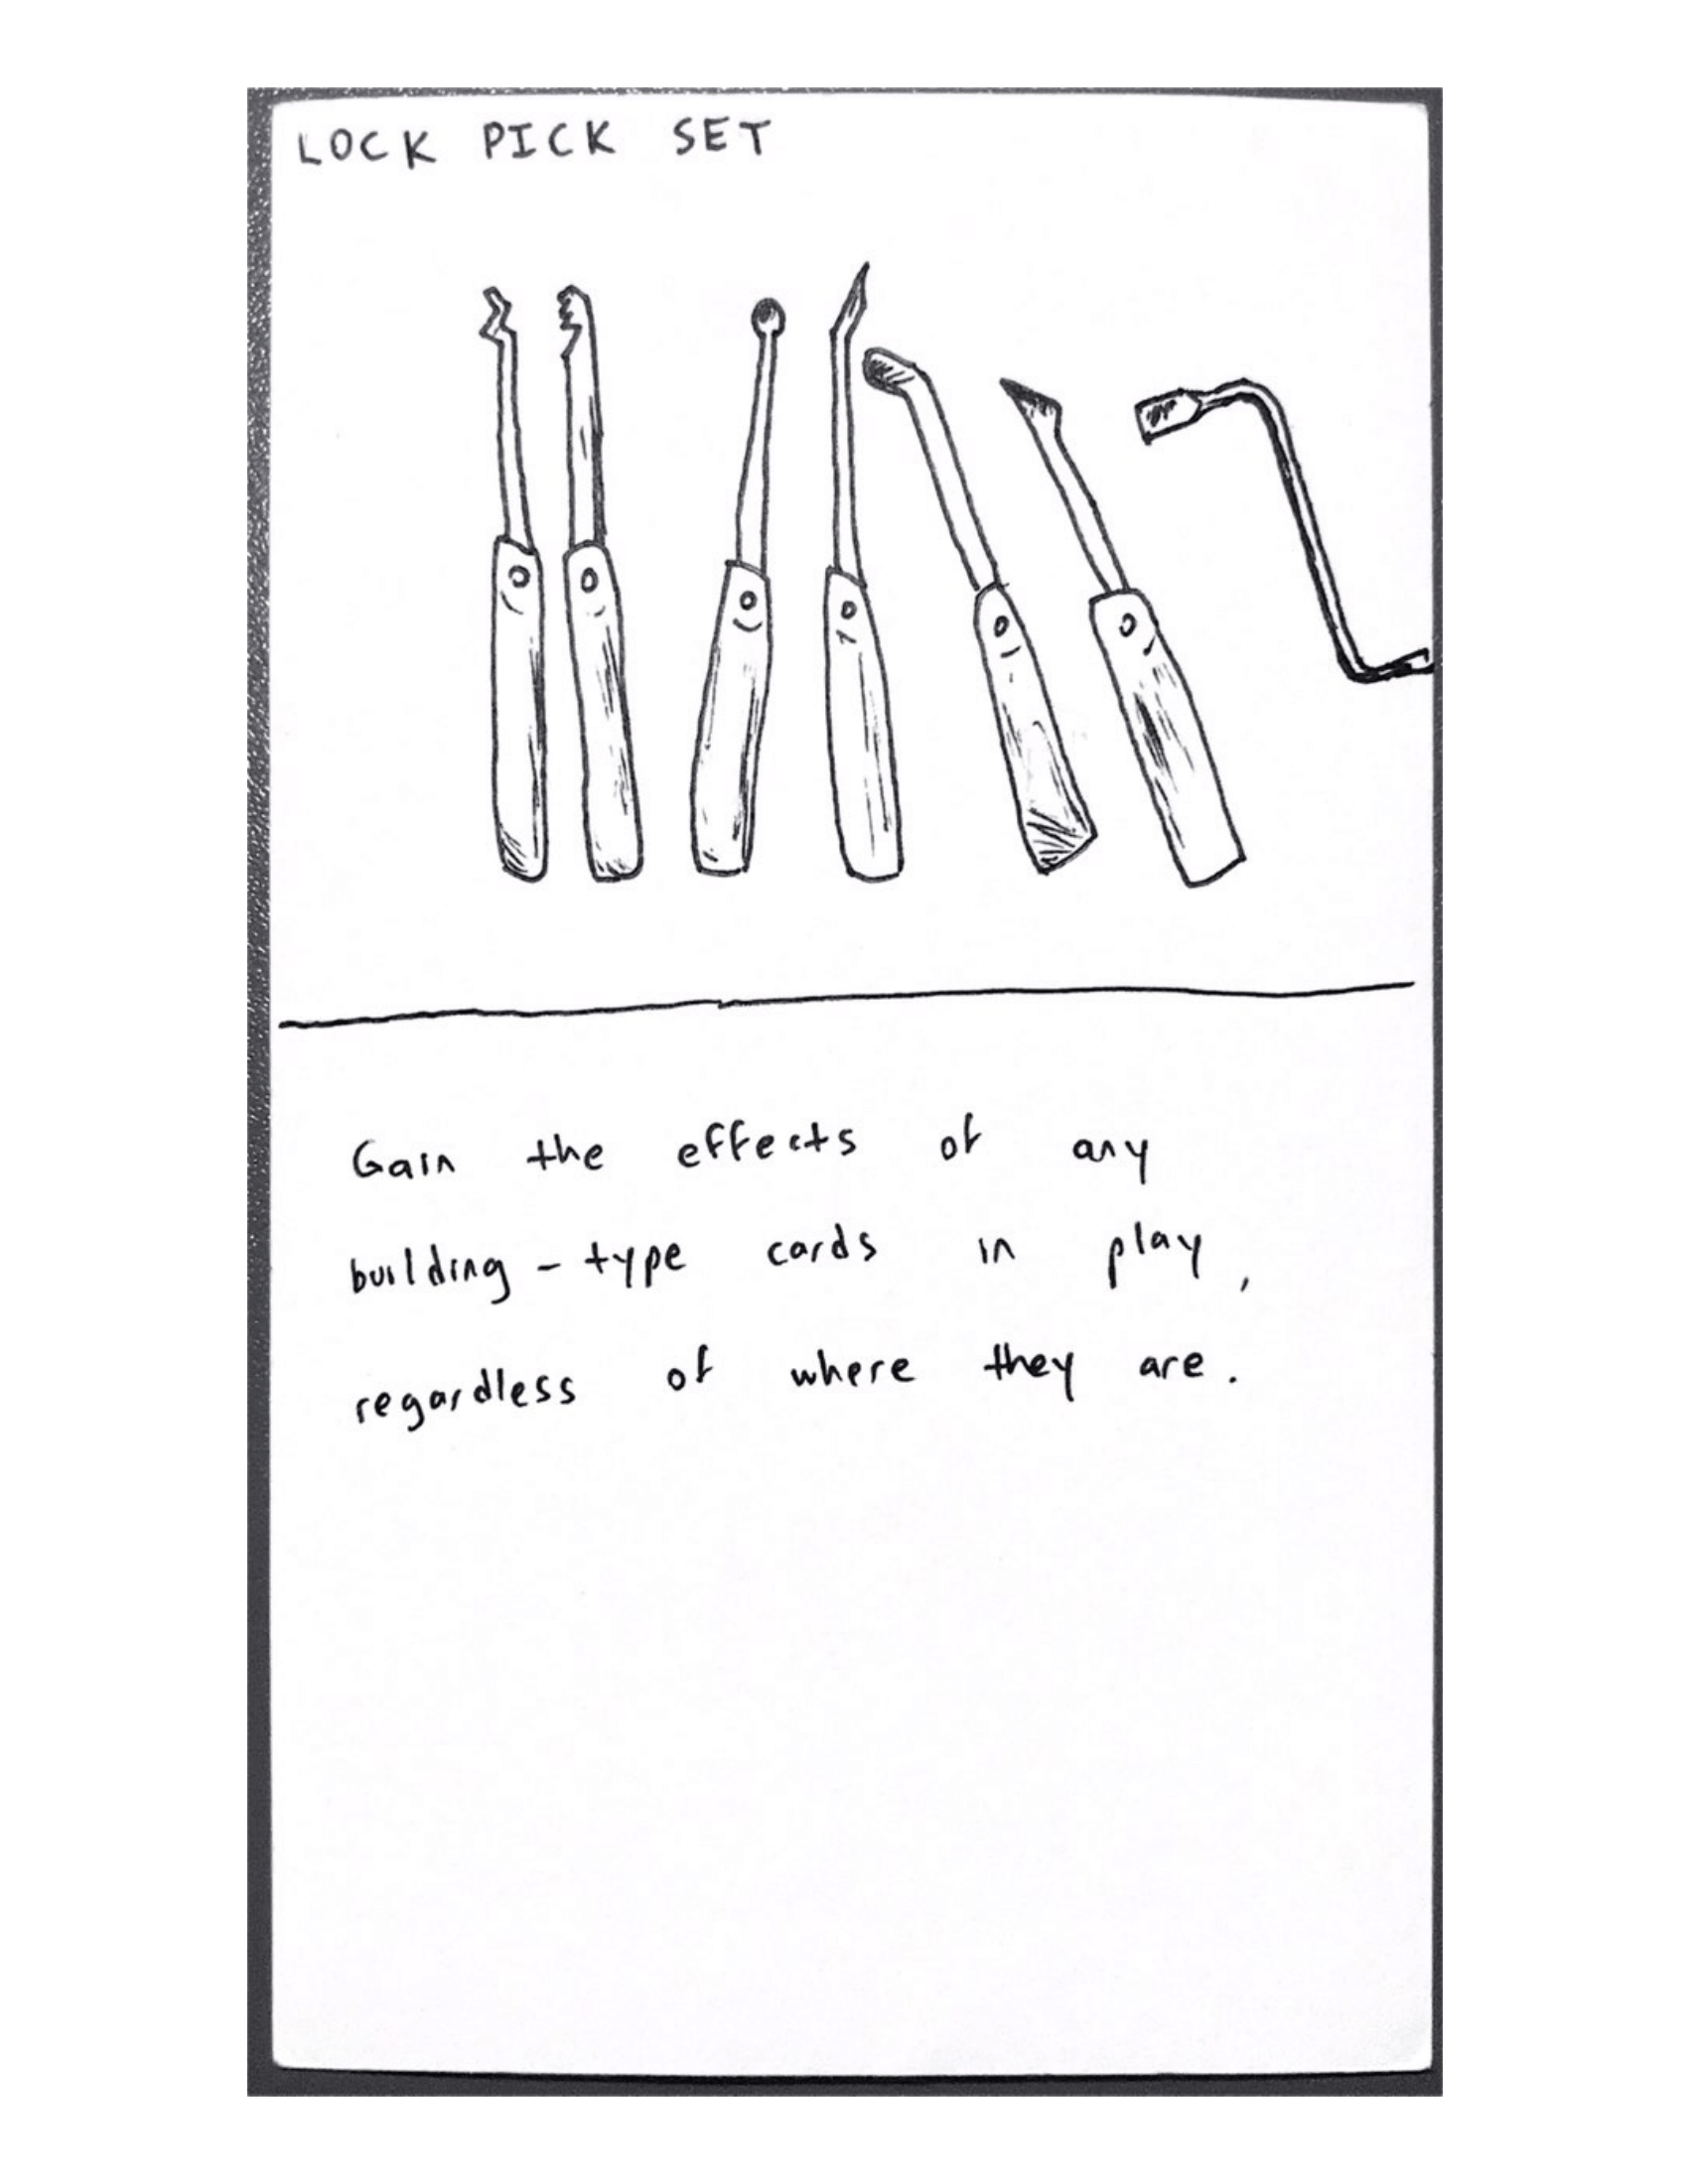 LOCK PICK SET
Gain the effects of any
building-type cards in play,
regardless of where they are.